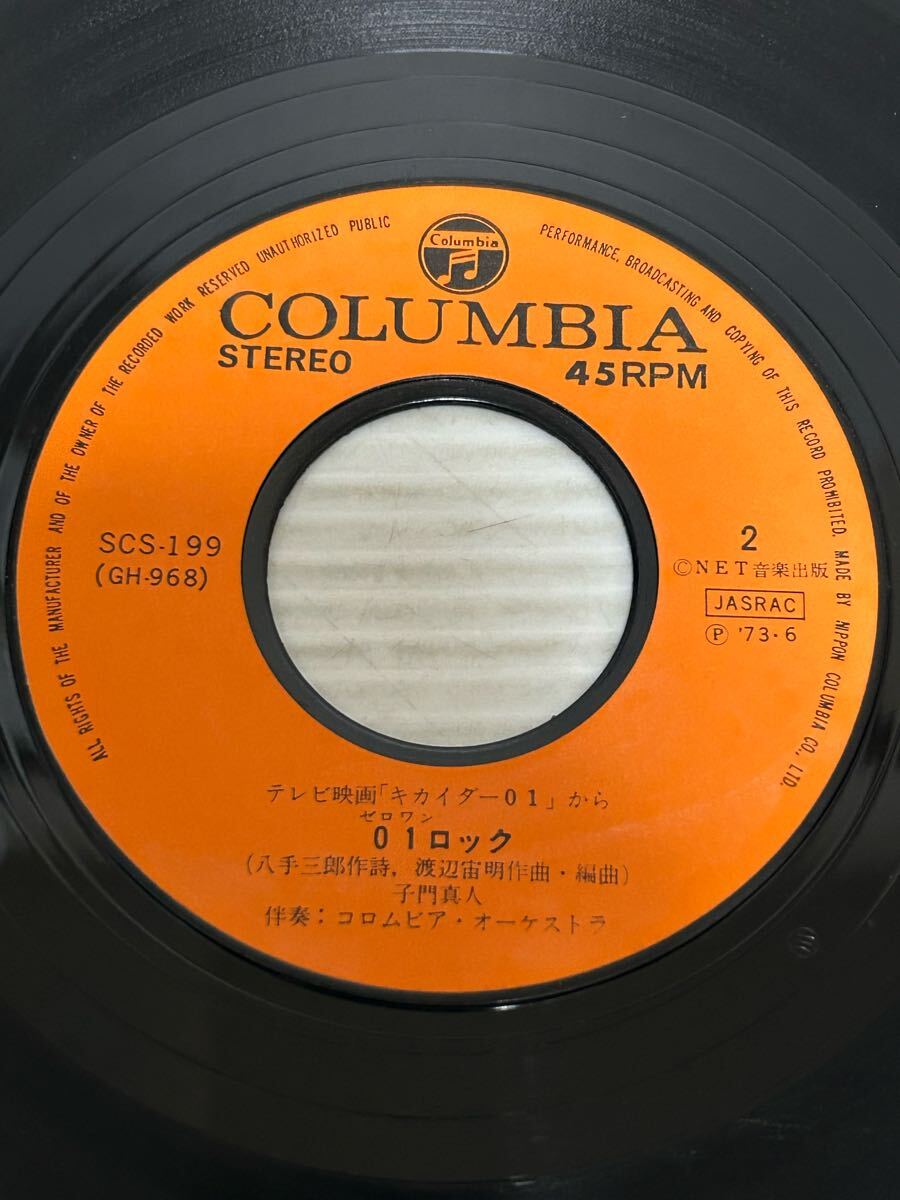 ALL RIGHTS OF THE MANUFACTURER AND OF THE OWNER OF THE RECORDED WORK RESERVED UNAUTHORIZED PUBLIC PERFORMANCE, BROADCASTING AND COPYING OF THIS RECORD PROHIBITED. MADE BY NIPPON COLUMBIA CO., LTD.
Columbia
COLUMBIA
STEREO 45RPM
SCS-199
(GH-968)
2
©NET音楽出版
JASRAC
Ⓟ '73・6
テレビ映画「キカイダー01」から
ゼロワン
01ロック
(八手三郎作詩, 渡辺宙明作曲・編曲)
子門真人
伴奏:コロムビア・オーケストラ